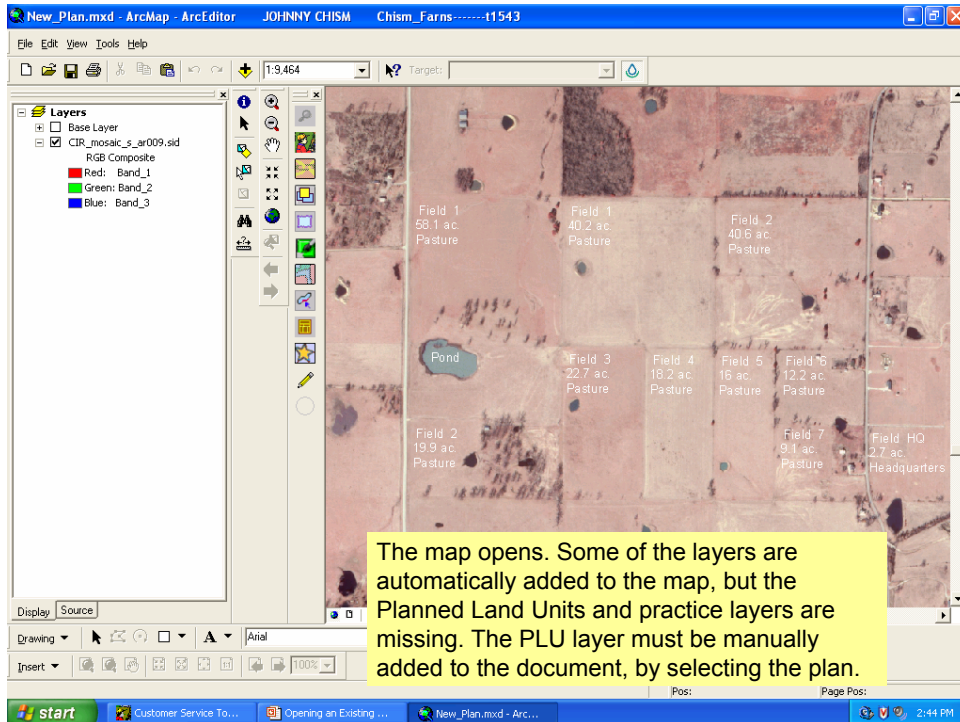 New_Plan.mxd - ArcMap - ArcEditor JOHNNY CHISM Chism_Farns-------t1543
File Edit View Tools Help
1:9,464
Target:
Layers
Base Layer
CIR_mosaic_s_ar009.sid
RGB Composite
Red: Band_1
Green: Band_2
Blue: Band_3
Field 1
58.1 ac.
Pasture
Field 1
40.2 ac.
Pasture
Field 2
40.6 ac.
Pasture
Pond
Field 3
22.7 ac.
Pasture
Field 4
18.2 ac.
Pasture
Field 5
16 ac.
Pasture
Field 6
12.2 ac.
Pasture
Field 2
19.9 ac.
Pasture
Field 7
9.1 ac.
Pasture
Field HQ
2.7 ac.
Headquarters
The map opens. Some of the layers are
automatically added to the map, but the
Planned Land Units and practice layers are
missing. The PLU layer must be manually
added to the document, by selecting the plan.
Display Source
Drawing A Arial
Insert 100%
Pos: Page Pos:
start Customer Service To... Opening an Existing ... New_Plan.mxd - Arc... 2:44 PM